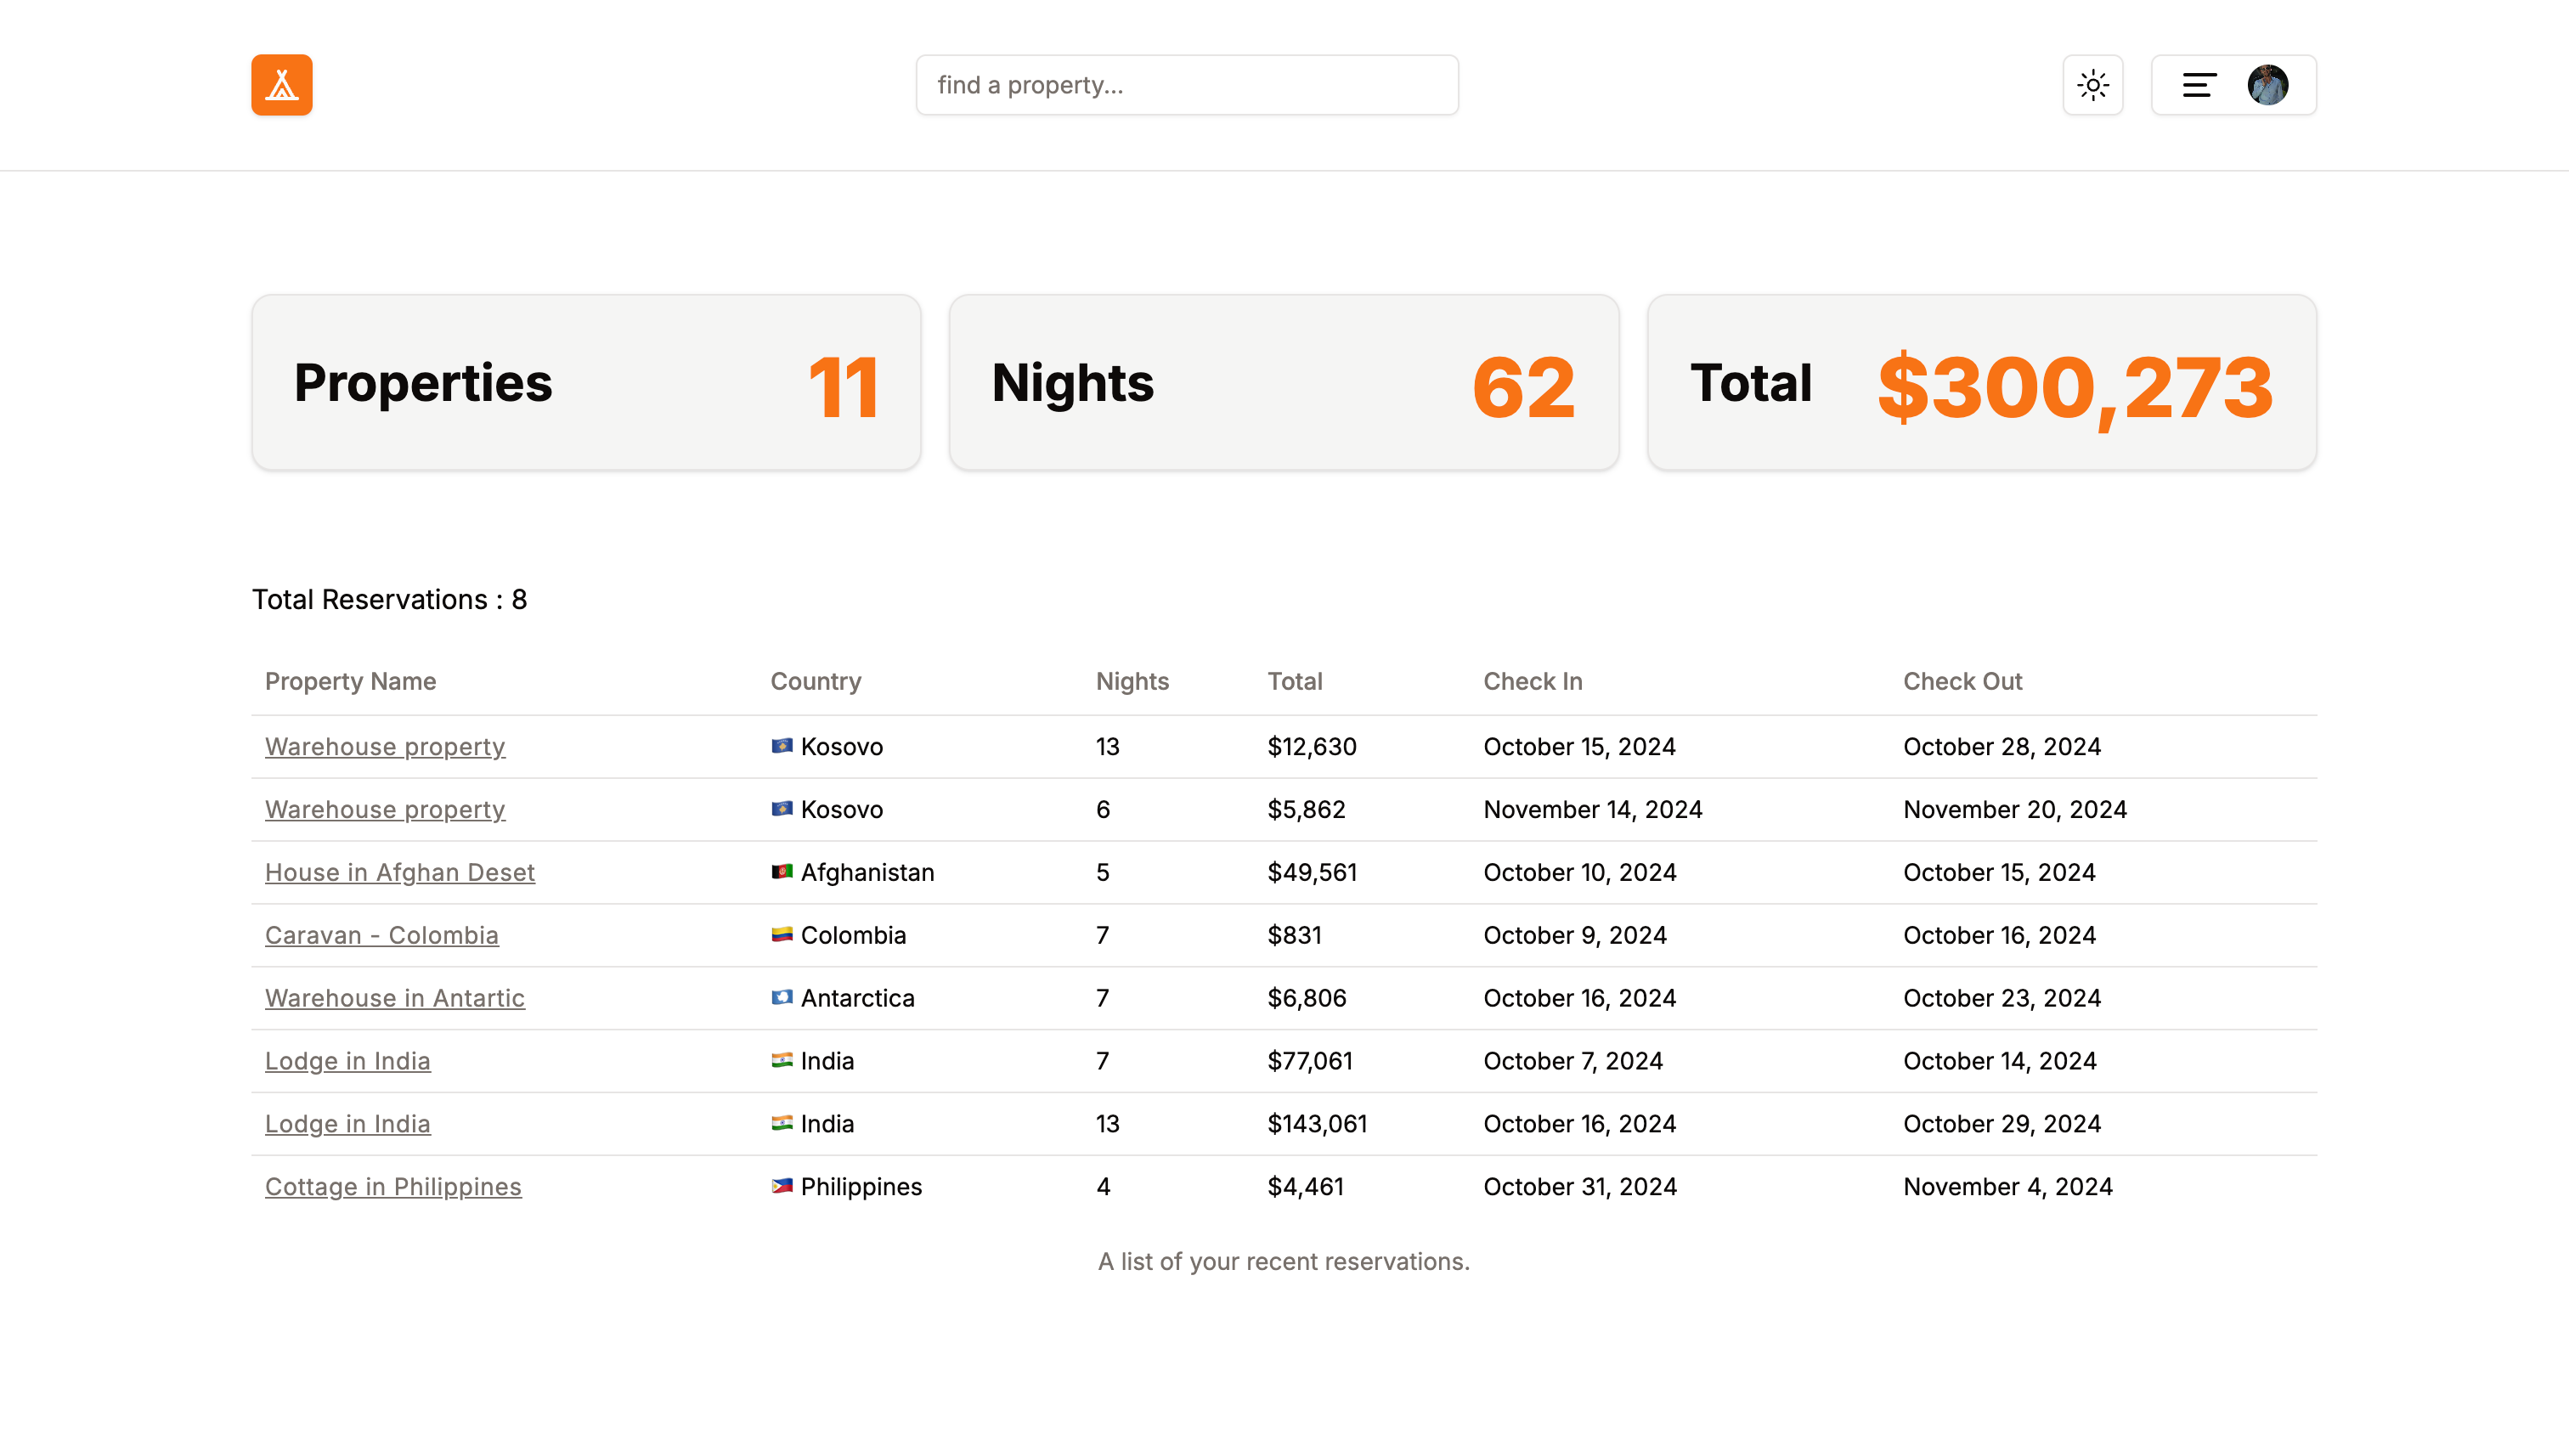 find a property...
Properties 11 Nights 62 Total $300,273
Total Reservations : 8
Property Name Country Nights Total Check In Check Out
Warehouse property Kosovo 13 $12,630 October 15, 2024 October 28, 2024
Warehouse property Kosovo 6 $5,862 November 14, 2024 November 20, 2024
House in Afghan Deset Afghanistan 5 $49,561 October 10, 2024 October 15, 2024
Caravan - Colombia Colombia 7 $831 October 9, 2024 October 16, 2024
Warehouse in Antartic Antarctica 7 $6,806 October 16, 2024 October 23, 2024
Lodge in India India 7 $77,061 October 7, 2024 October 14, 2024
Lodge in India India 13 $143,061 October 16, 2024 October 29, 2024
Cottage in Philippines Philippines 4 $4,461 October 31, 2024 November 4, 2024
A list of your recent reservations.